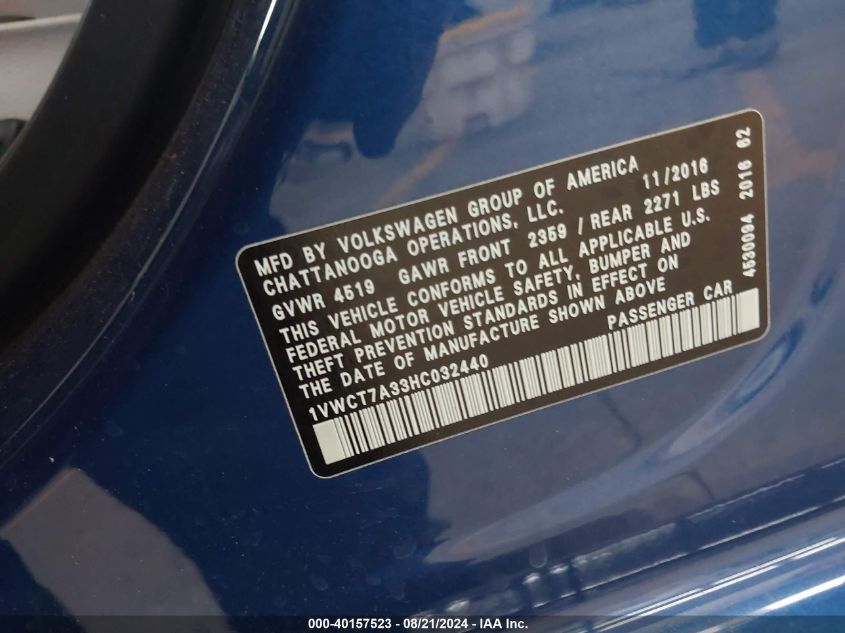 MFD BY VOLKSWAGEN GROUP OF AMERICA
CHATTANOOGA OPERATIONS, LLC. 11/2016
GVWR 4519 GAWR FRONT 2359 / REAR 2271 LBS
THIS VEHICLE CONFORMS TO ALL APPLICABLE U.S.
FEDERAL MOTOR VEHICLE SAFETY, BUMPER AND
THEFT PREVENTION STANDARDS IN EFFECT ON
THE DATE OF MANUFACTURE SHOWN ABOVE
1VWCT7A33HC032440 PASSENGER CAR
4530094 2016 62
000-40157523 - 08/21/2024 - IAA Inc.